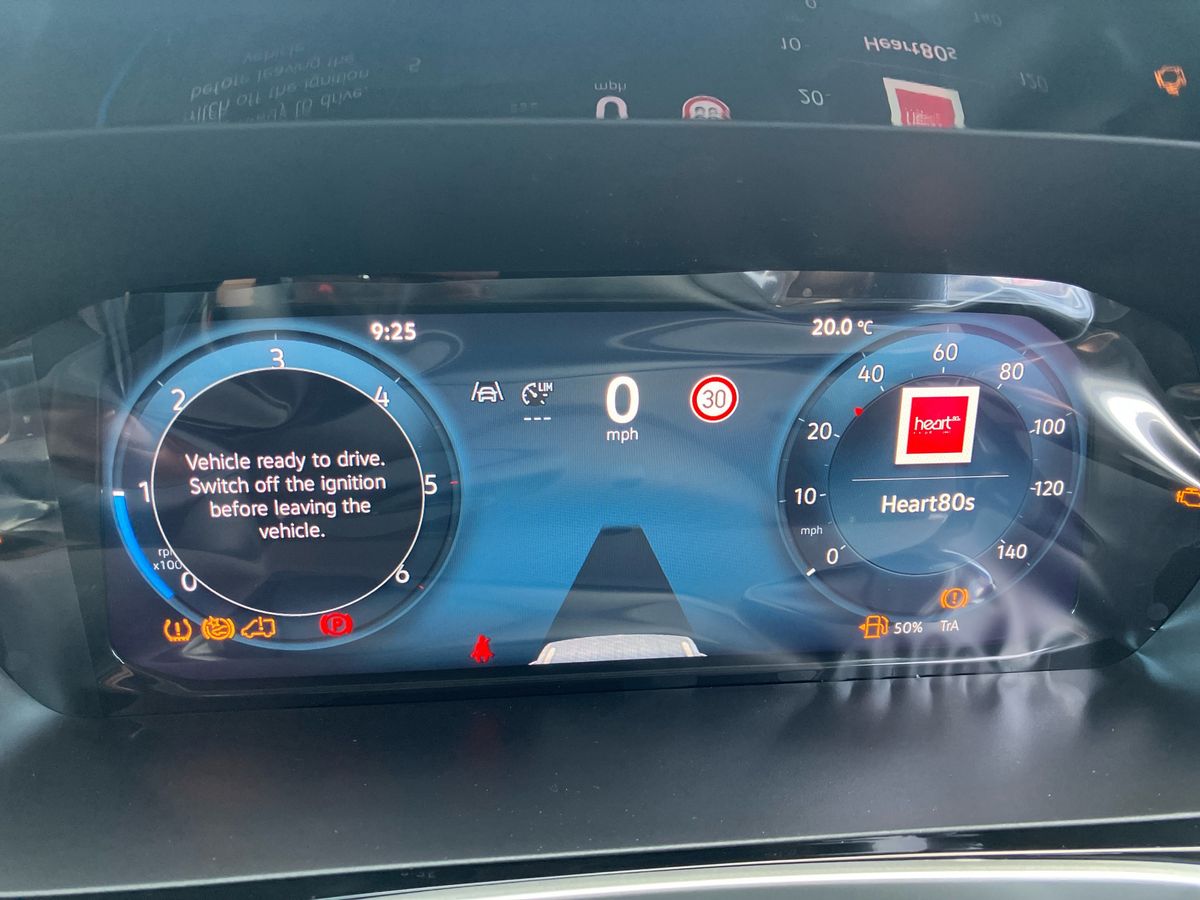 9:25
20.0 °C
3
2
4
1
5
0
6
x100
Vehicle ready to drive.
Switch off the ignition
before leaving the
vehicle.
LIM
---
0
mph
30
60
40
80
20
100
10
120
mph
0
140
heart 80s
Heart80s
P
50%
TrA